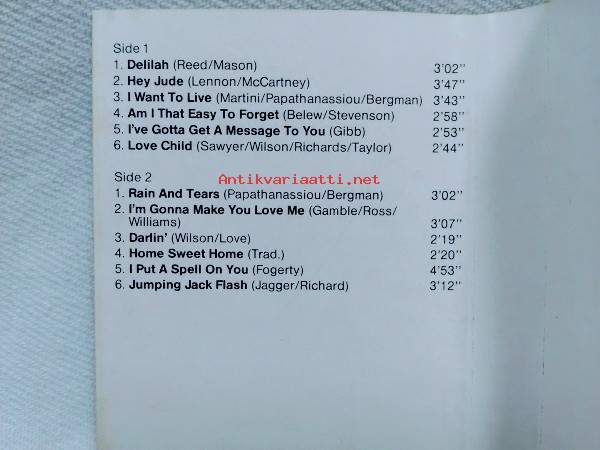 Side 1
1. Delilah (Reed/Mason) 3'02"
2. Hey Jude (Lennon/McCartney) 3'47"
3. I Want To Live (Martini/Papathanassiou/Bergman) 3'43"
4. Am I That Easy To Forget (Belew/Stevenson) 2'58"
5. I've Gotta Get A Message To You (Gibb) 2'53"
6. Love Child (Sawyer/Wilson/Richards/Taylor) 2'44"
Side 2
Antikvariaatti.net
1. Rain And Tears (Papathanassiou/Bergman) 3'02"
2. I'm Gonna Make You Love Me (Gamble/Ross/
Williams) 3'07"
3. Darlin' (Wilson/Love) 2'19"
4. Home Sweet Home (Trad.) 2'20"
5. I Put A Spell On You (Fogerty) 4'53"
6. Jumping Jack Flash (Jagger/Richard) 3'12"